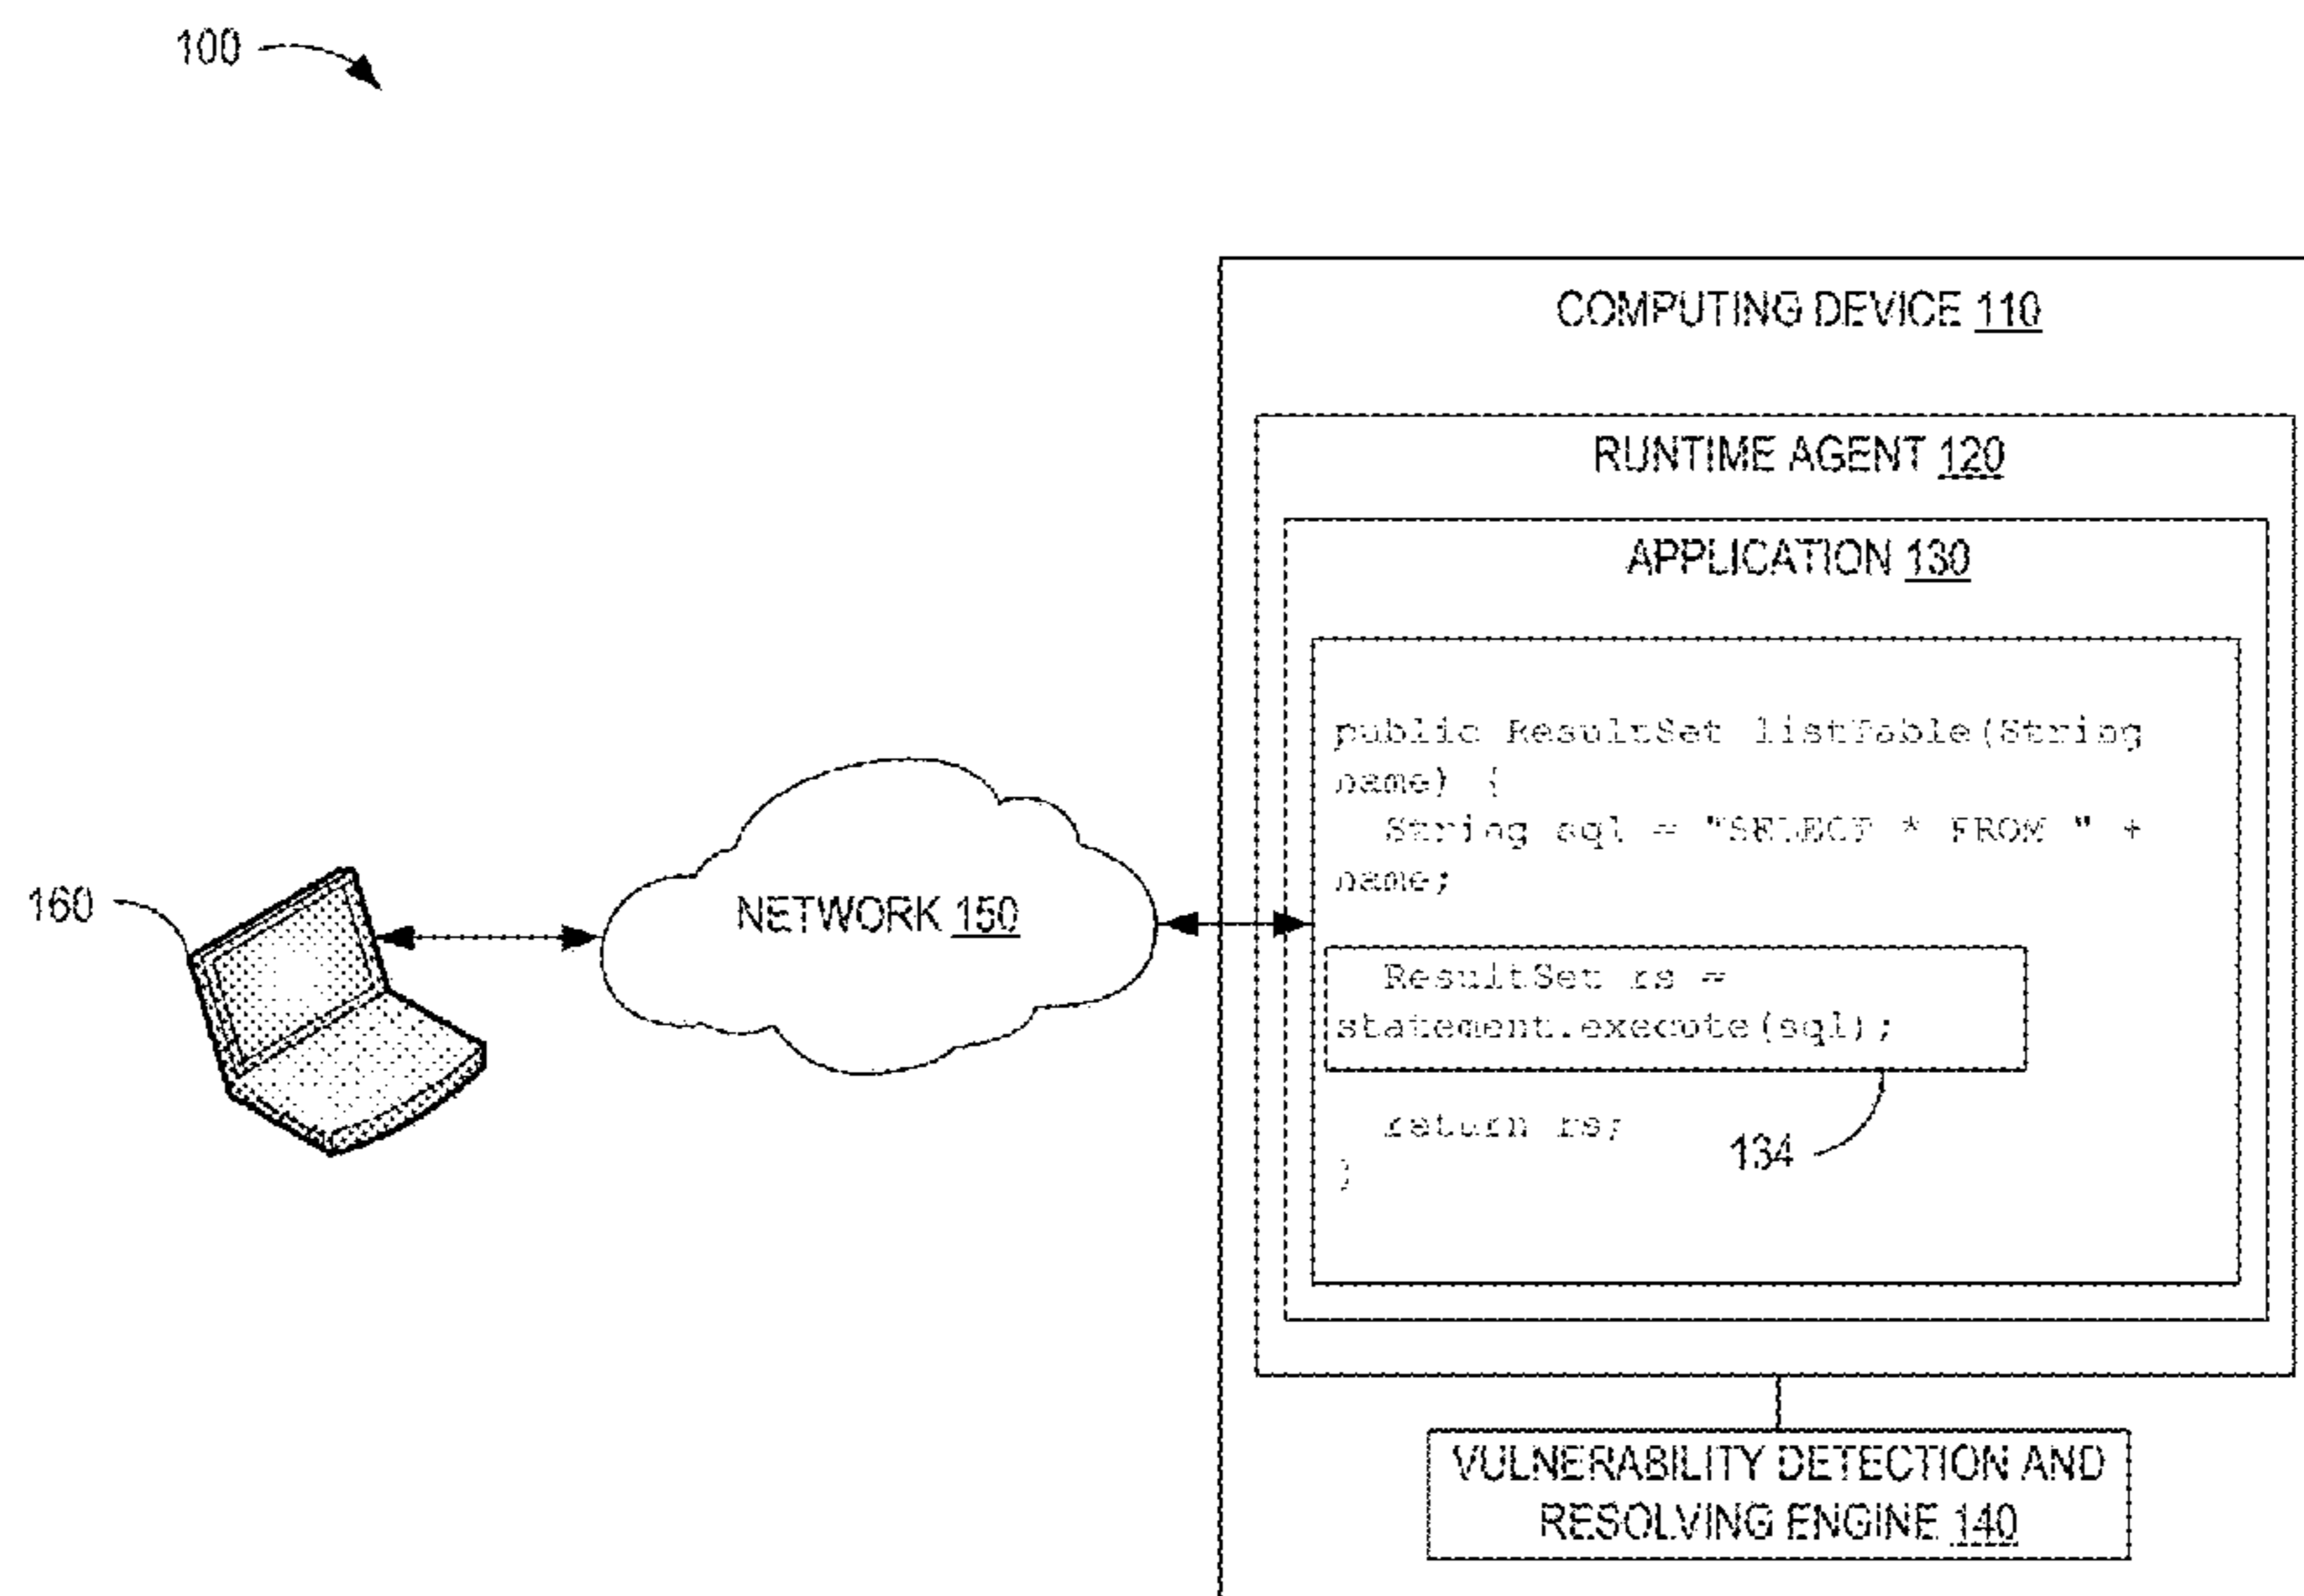 100
COMPUTING DEVICE 110
RUNTIME AGENT 120
APPLICATION 130
public ResultSet listTable(String
name) {
String sql = "SELECT * FROM " +
name;
ResultSet rs =
statement.execute(sql);
return rs;
}
134
NETWORK 150
160
VULNERABILITY DETECTION AND
RESOLVING ENGINE 140